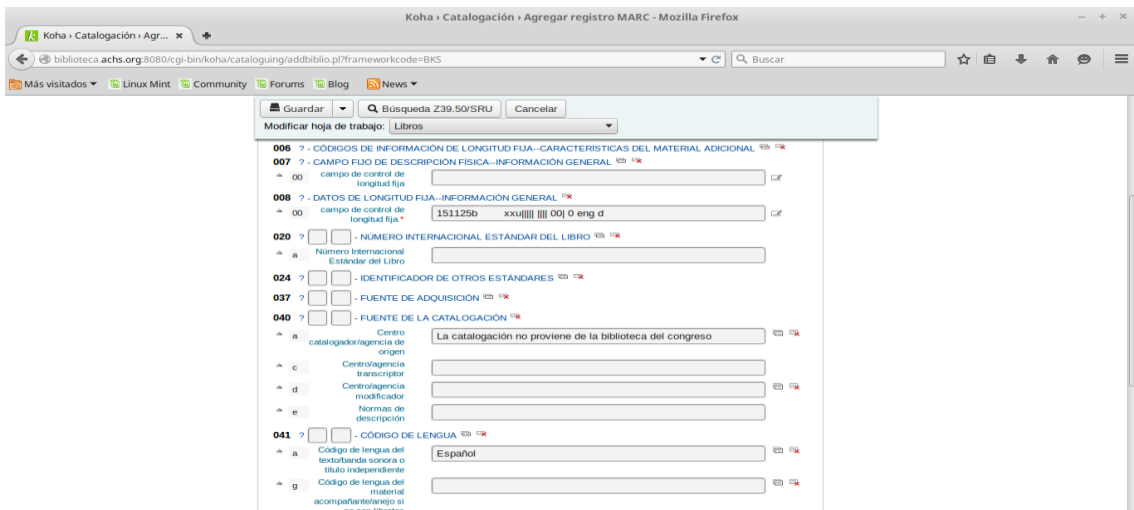 Koha › Catalogación › Agregar registro MARC - Mozilla Firefox
Koha › Catalogación › Agr...
biblioteca.achs.org:8080/cgi-bin/koha/cataloguing/addbiblio.pl?frameworkcode=BKS
Buscar
Más visitados Linux Mint Community Forums Blog News
Guardar Búsqueda Z39.50/SRU Cancelar
Modificar hoja de trabajo: Libros
006 ? - CÓDIGOS DE INFORMACIÓN DE LONGITUD FIJA--CARACTERÍSTICAS DEL MATERIAL ADICIONAL
007 ? - CAMPO FIJO DE DESCRIPCIÓN FÍSICA--INFORMACIÓN GENERAL
00 campo de control de
longitud fija
008 ? - DATOS DE LONGITUD FIJA--INFORMACIÓN GENERAL
00 campo de control de
longitud fija *
151125b xxu||||| |||| 00| 0 eng d
020 ? - NÚMERO INTERNACIONAL ESTÁNDAR DEL LIBRO
a Número Internacional
Estándar del Libro
024 ? - IDENTIFICADOR DE OTROS ESTÁNDARES
037 ? - FUENTE DE ADQUISICIÓN
040 ? - FUENTE DE LA CATALOGACIÓN
a Centro
catalogador/agencia de
origen
La catalogación no proviene de la biblioteca del congreso
c Centro/agencia
transcriptor
d Centro/agencia
modificador
e Normas de
descripción
041 ? - CÓDIGO DE LENGUA
a Código de lengua del
texto/banda sonora o
título independiente
Español
g Código de lengua del
material
acompañante/anejo si